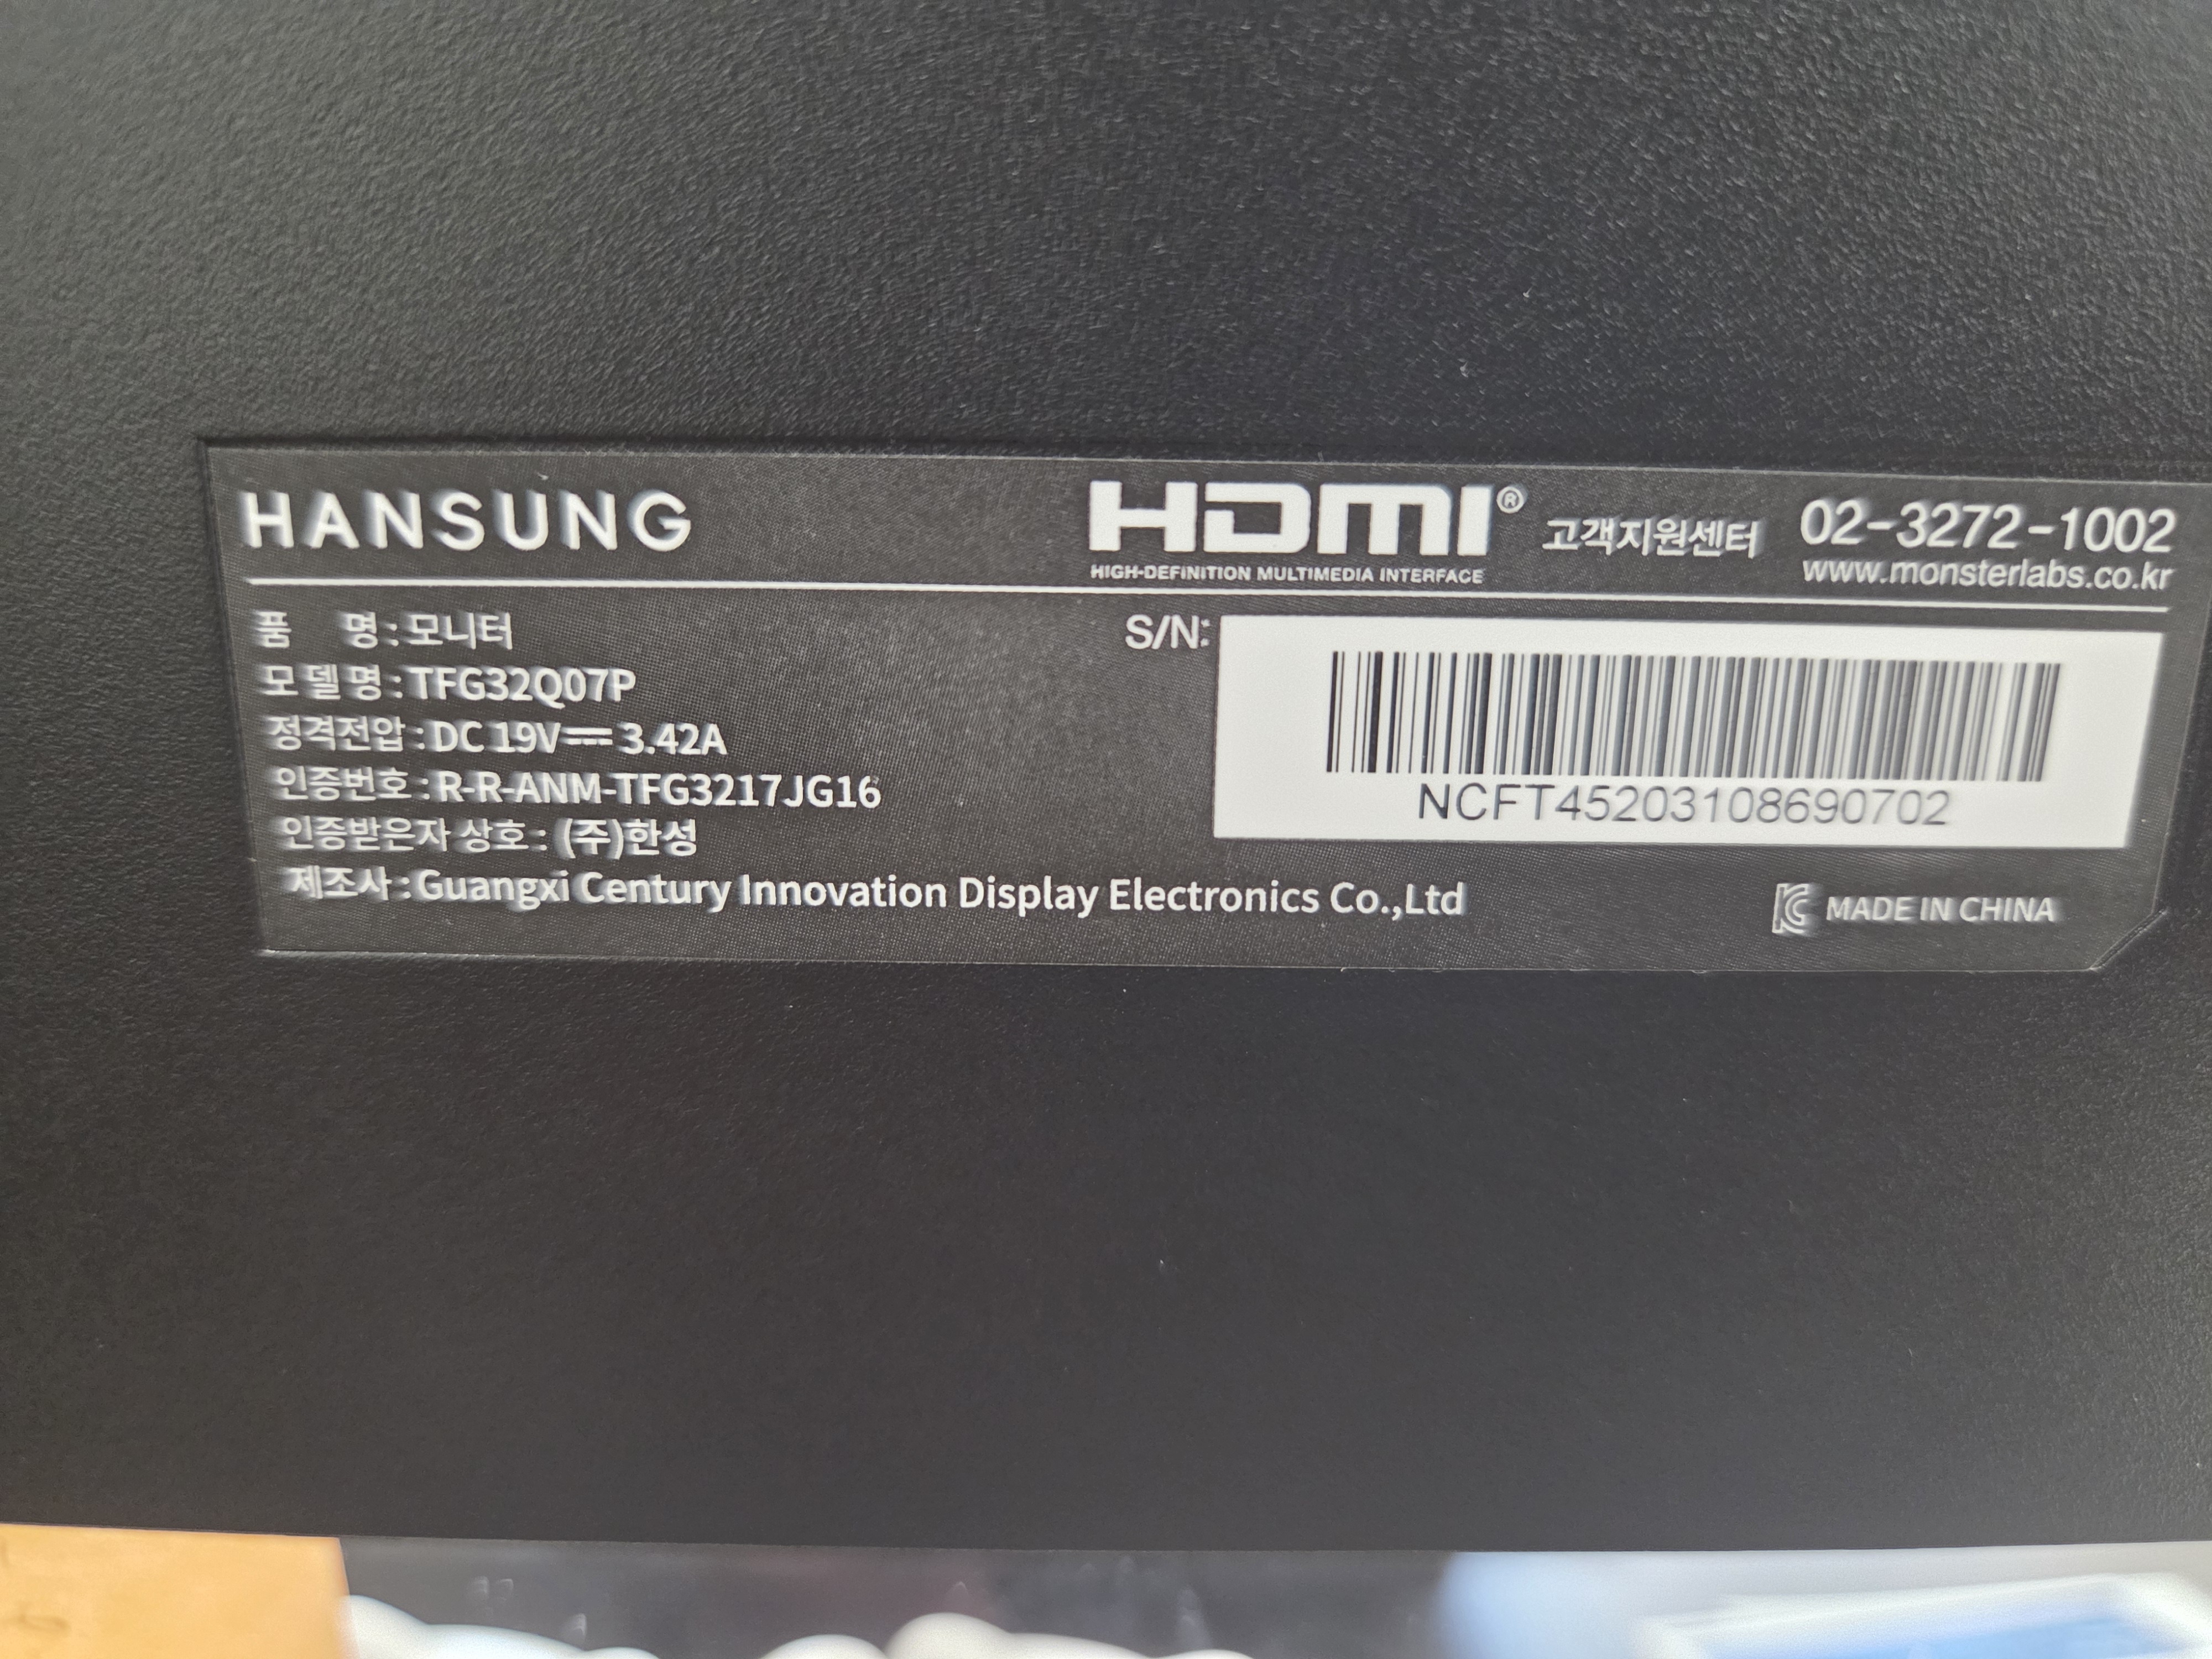 HANSUNG
HDMI®
HIGH-DEFINITION MULTIMEDIA INTERFACE
고객지원센터 02-3272-1002
www.monsterlabs.co.kr
품 명 : 모니터
모 델 명 : TFG32Q07P
정격전압 : DC 19V⎓3.42A
인증번호 : R-R-ANM-TFG3217JG16
인증받은자 상호 : (주)한성
제조사 : Guangxi Century Innovation Display Electronics Co.,Ltd
S/N:
NCFT45203108690702
MADE IN CHINA